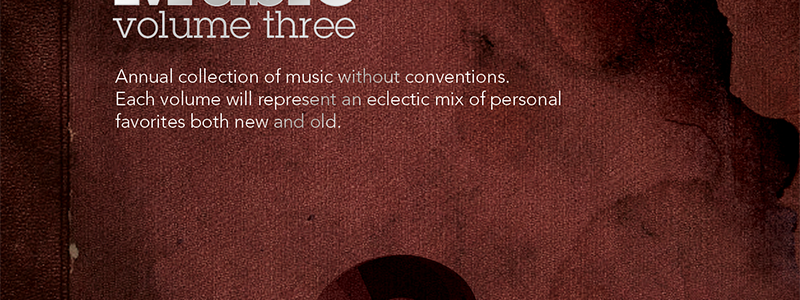 Music
volume three
Annual collection of music without conventions.
Each volume will represent an eclectic mix of personal
favorites both new and old.